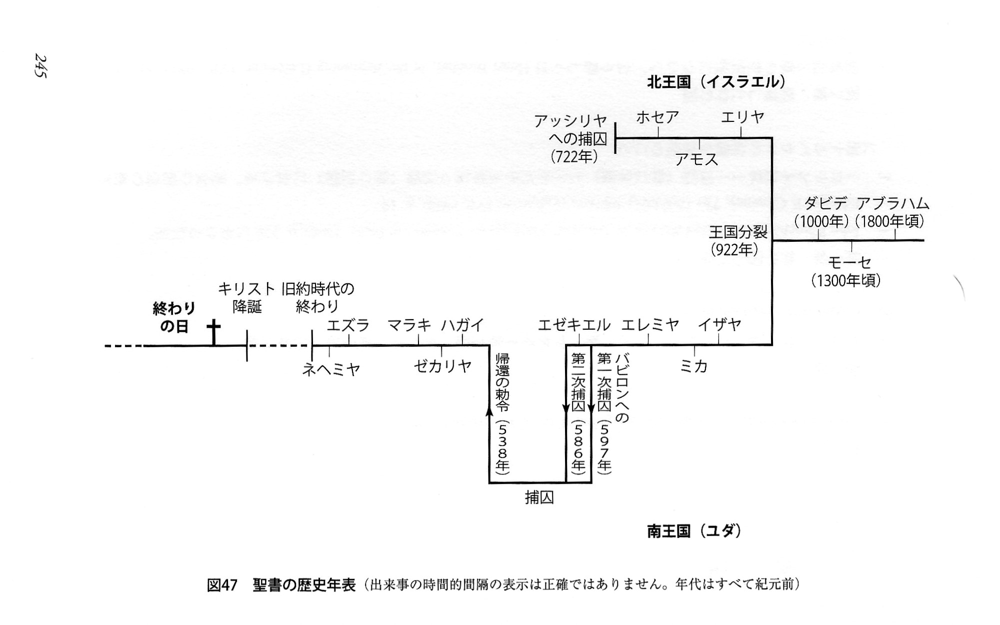 245
北王国（イスラエル）
アッシリヤ
への捕囚
（722年）
ホセア
エリヤ
アモス
ダビデ
（1000年）
アブラハム
（1800年頃）
王国分裂
（922年）
モーセ
（1300年頃）
終わり
の日
キリスト
降誕
旧約時代の
終わり
エズラ
マラキ
ハガイ
エゼキエル
エレミヤ
イザヤ
ネヘミヤ
ゼカリヤ
ミカ
バビロンへの
第一次捕囚（597年）
第二次捕囚（586年）
帰還の勅令（538年）
捕囚
南王国（ユダ）
図47　聖書の歴史年表（出来事の時間的間隔の表示は正確ではありません。年代はすべて紀元前）